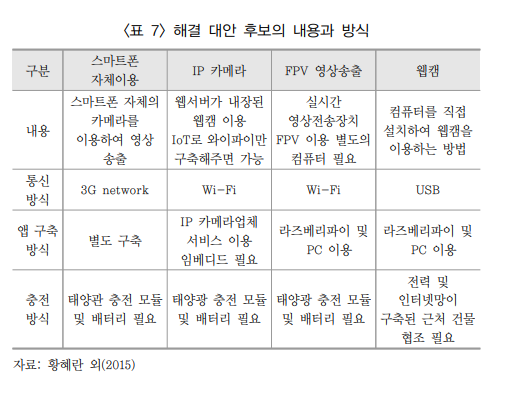 <표 7> 해결 대안 후보의 내용과 방식
구분 스마트폰 자체이용 IP 카메라 FPV 영상송출 웹캠
내용 스마트폰 자체의 카메라를 이용하여 영상 송출 웹서버가 내장된 웹캠 이용 IoT로 와이파이만 구축해주면 가능 실시간 영상전송장치 FPV 이용 별도의 컴퓨터 필요 컴퓨터를 직접 설치하여 웹캠을 이용하는 방법
통신 방식 3G network Wi-Fi Wi-Fi USB
앱 구축 방식 별도 구축 IP 카메라업체 서비스 이용 임베디드 필요 라즈베리파이 및 PC 이용 라즈베리파이 및 PC 이용
충전 방식 태양관 충전 모듈 및 배터리 필요 태양광 충전 모듈 및 배터리 필요 태양광 충전 모듈 및 배터리 필요 전력 및 인터넷망이 구축된 근처 건물 협조 필요
자료: 황혜란 외(2015)